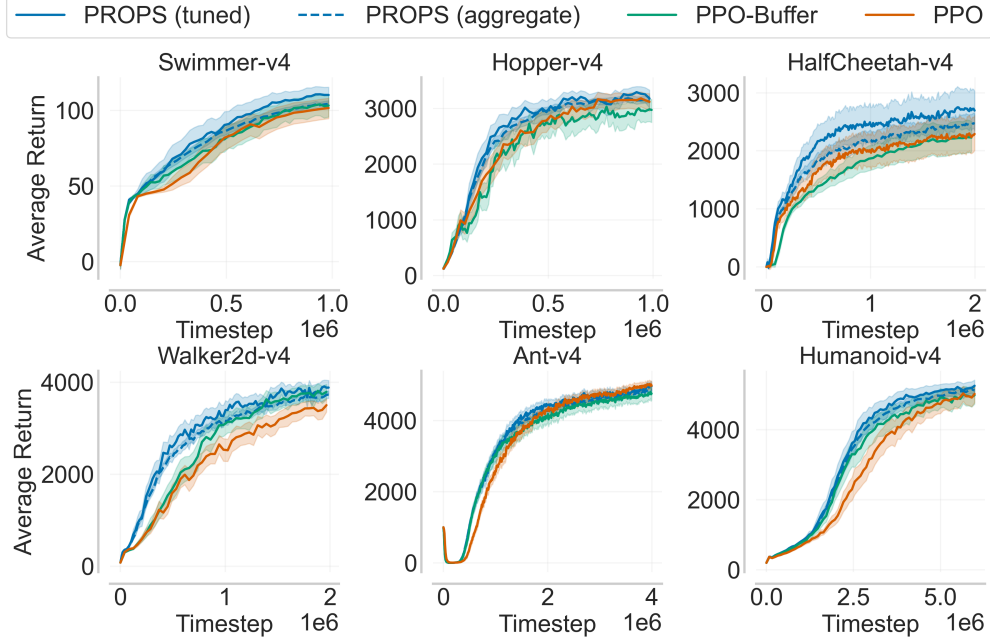 PROPS (tuned) PROPS (aggregate) PPO-Buffer PPO
Swimmer-v4 Hopper-v4 HalfCheetah-v4
Average Return
100
50
0
3000
2000
1000
0
3000
2000
1000
0
0.0 0.5 1.0 0.0 0.5 1.0 0 1 2
Timestep 1e6 Timestep 1e6 Timestep 1e6
Walker2d-v4 Ant-v4 Humanoid-v4
Average Return
4000
2000
0
4000
2000
0
4000
2000
0
0 1 2 0 2 4 0.0 2.5 5.0
Timestep 1e6 Timestep 1e6 Timestep 1e6